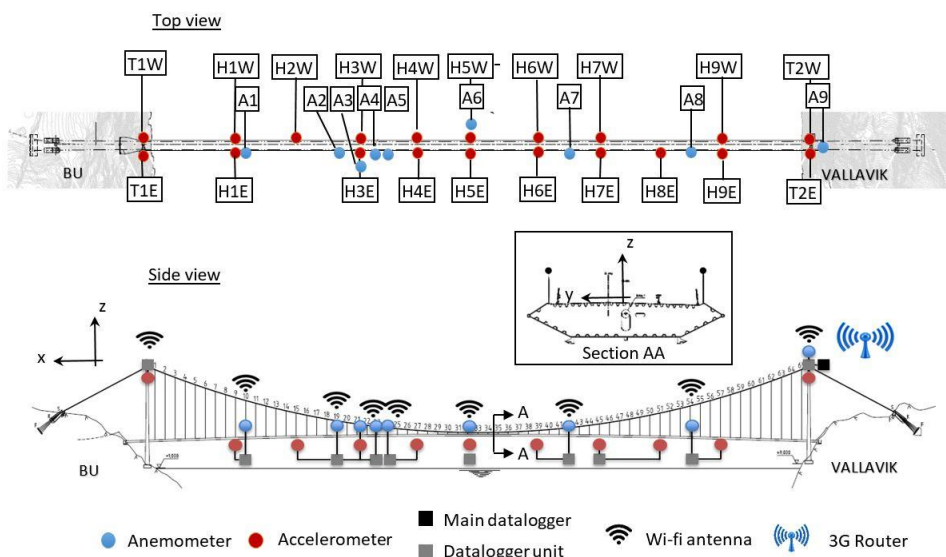 Top view
T1W
H1W
H2W
H3W
H4W
H5W-
H6W
H7W
H9W
T2W
A1
A2
A3
A4
A5
A6
A7
A8
A9
BU
VALLAVIK
T1E
H1E
H3E
H4E
H5E
H6E
H7E
H8E
H9E
T2E
Side view
z
x
z
y
Section AA
A
A
BU
VALLAVIK
Anemometer
Accelerometer
Main datalogger
Datalogger unit
Wi-fi antenna
3G Router